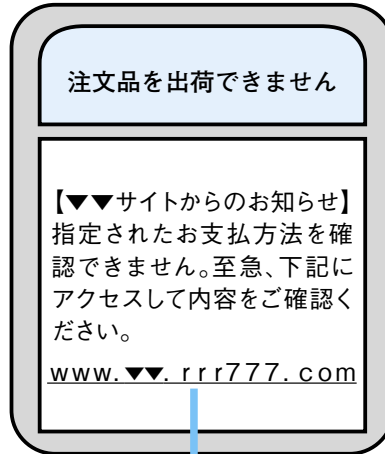 注文品を出荷できません
【▼▼サイトからのお知らせ】
指定されたお支払方法を確
認できません。至急、下記に
アクセスして内容をご確認く
ださい。
www.▼▼.rrr777.com